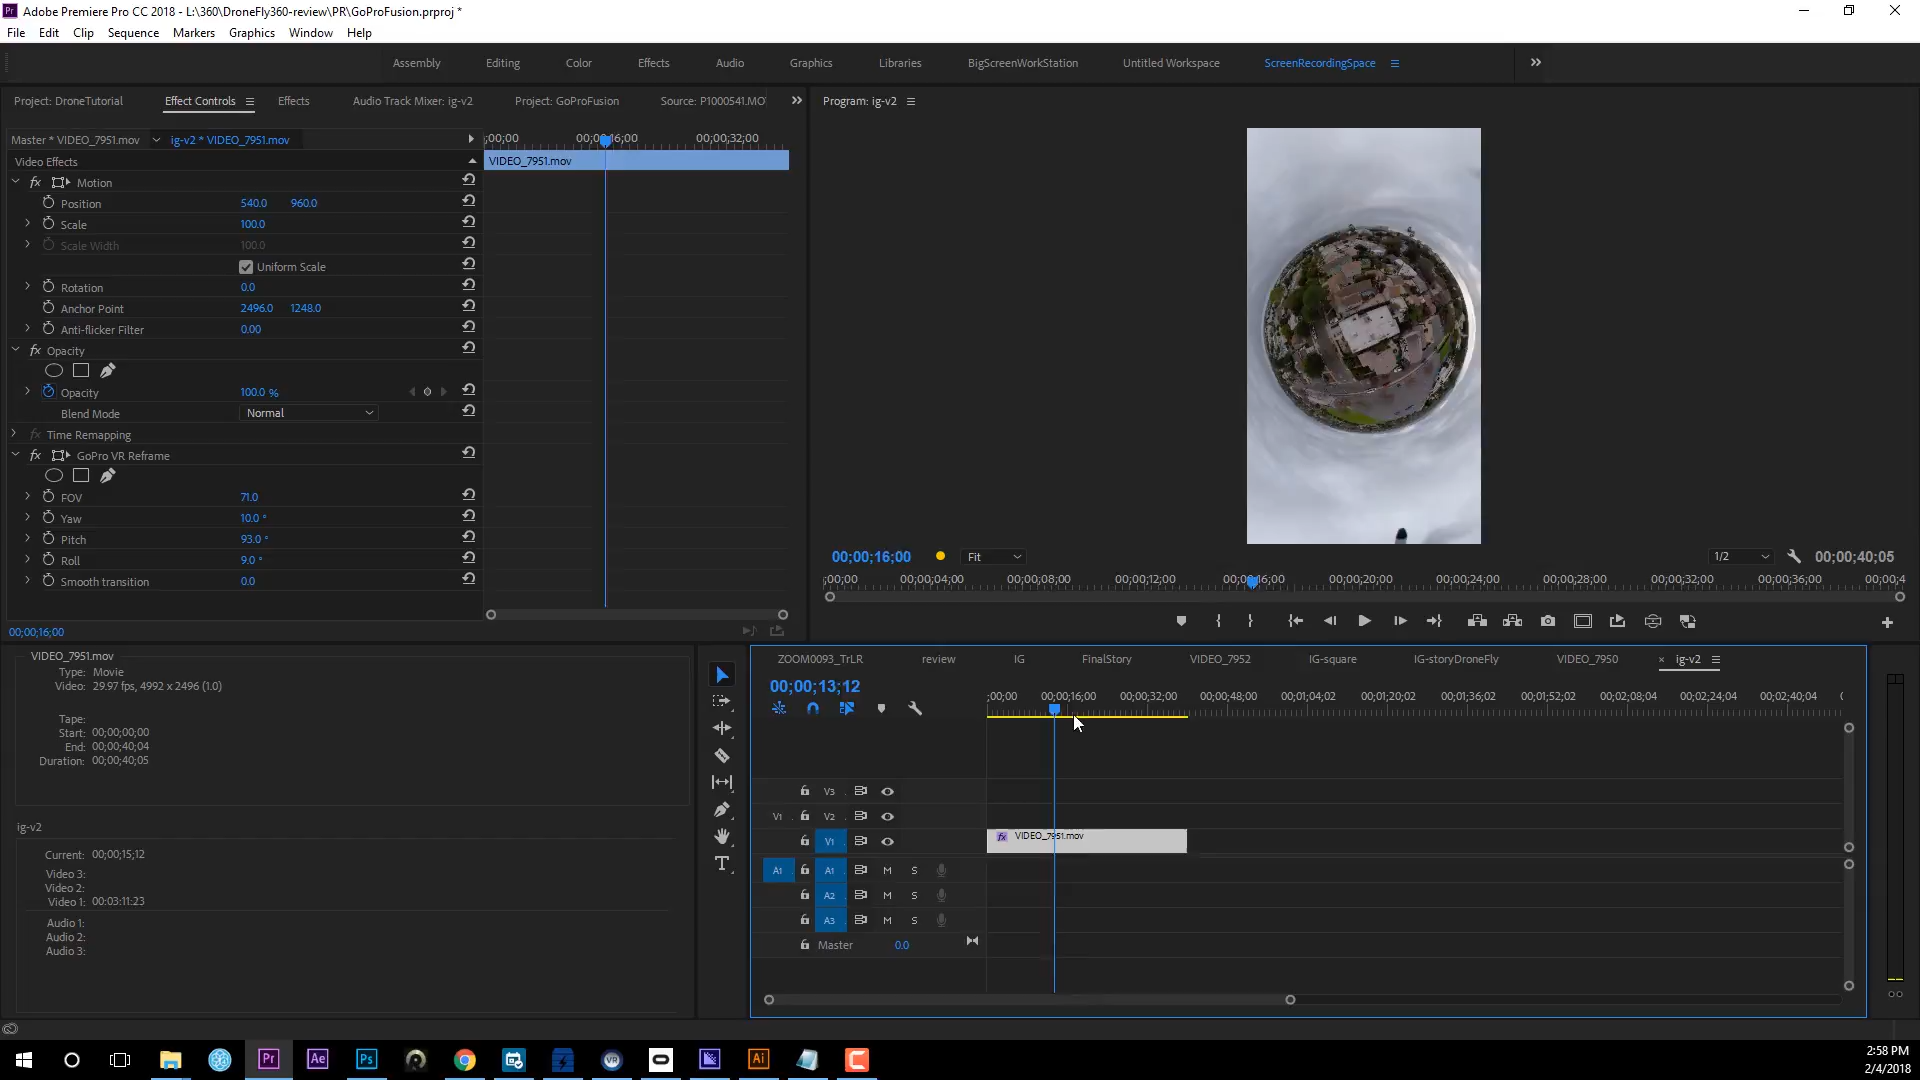 Adobe Premiere Pro CC 2018 - L:\360\DroneFly360-review\PR\GoProFusion.prproj *
File Edit Clip Sequence Markers Graphics Window Help
Assembly Editing Color Effects Audio Graphics Libraries BigScreenWorkStation Untitled Workspace ScreenRecordingSpace
Project: DroneTutorial Effect Controls Effects Audio Track Mixer: ig-v2 Project: GoProFusion Source: P1000541.MO
Program: ig-v2
Master * VIDEO_7951.mov ig-v2 * VIDEO_7951.mov
;00;00 00;00;16;00 00;00;32;00
Video Effects
VIDEO_7951.mov
fx Motion
Position 540.0 960.0
Scale 100.0
Scale Width 100.0
Uniform Scale
Rotation 0.0
Anchor Point 2496.0 1248.0
Anti-flicker Filter 0.00
fx Opacity
Opacity 100.0 %
Blend Mode Normal
fx Time Remapping
fx GoPro VR Reframe
FOV 71.0
Yaw 10.0 °
Pitch 93.0 °
Roll 9.0 °
Smooth transition 0.0
00;00;16;00
00;00;16;00 Fit 1/2 00;00;40;05
;00;00 00;00;04;00 00;00;08;00 00;00;12;00 00;00;16;00 00;00;20;00 00;00;24;00 00;00;28;00 00;00;32;00 00;00;36;00 00;00;4
VIDEO_7951.mov
Type: Movie
Video: 29.97 fps, 4992 x 2496 (1.0)
Tape:
Start: 00;00;00;00
End: 00;00;40;04
Duration: 00;00;40;05
ig-v2
Current: 00;00;15;12
Video 3:
Video 2:
Video 1: 00:03:11:23
Audio 1:
Audio 2:
Audio 3:
ZOOM0093_TrLR review IG FinalStory VIDEO_7952 IG-square IG-storyDroneFly VIDEO_7950 × ig-v2
00;00;13;12
;00;00 00;00;16;00 00;00;32;00 00;00;48;00 00;01;04;02 00;01;20;02 00;01;36;02 00;01;52;02 00;02;08;04 00;02;24;04 00;02;40;04
V3
V1 V2
V1
fx VIDEO_7951.mov
A1 A1 M S
A2 M S
A3 M S
Master 0.0
T
Pr Ae Ps VR Ai
2:58 PM
2/4/2018